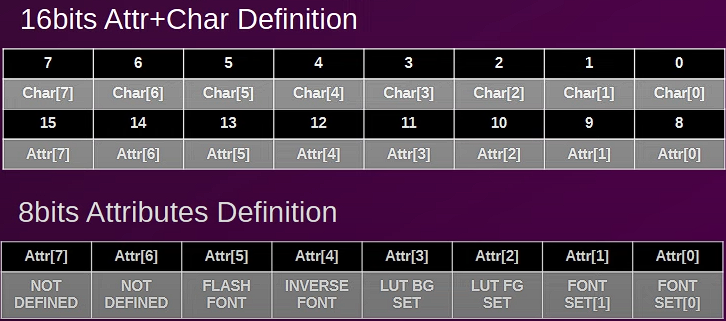 16bits Attr+Char Definition
7 6 5 4 3 2 1 0
Char[7] Char[6] Char[5] Char[4] Char[3] Char[2] Char[1] Char[0]
15 14 13 12 11 10 9 8
Attr[7] Attr[6] Attr[5] Attr[4] Attr[3] Attr[2] Attr[1] Attr[0]
8bits Attributes Definition
Attr[7] Attr[6] Attr[5] Attr[4] Attr[3] Attr[2] Attr[1] Attr[0]
NOT NOT FLASH INVERSE LUT BG LUT FG FONT FONT
DEFINED DEFINED FONT FONT SET SET SET[1] SET[0]